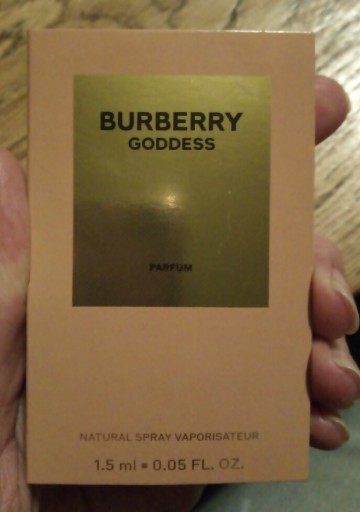 BURBERRY
GODDESS
PARFUM
NATURAL SPRAY VAPORISATEUR
1.5 ml • 0.05 FL. OZ.